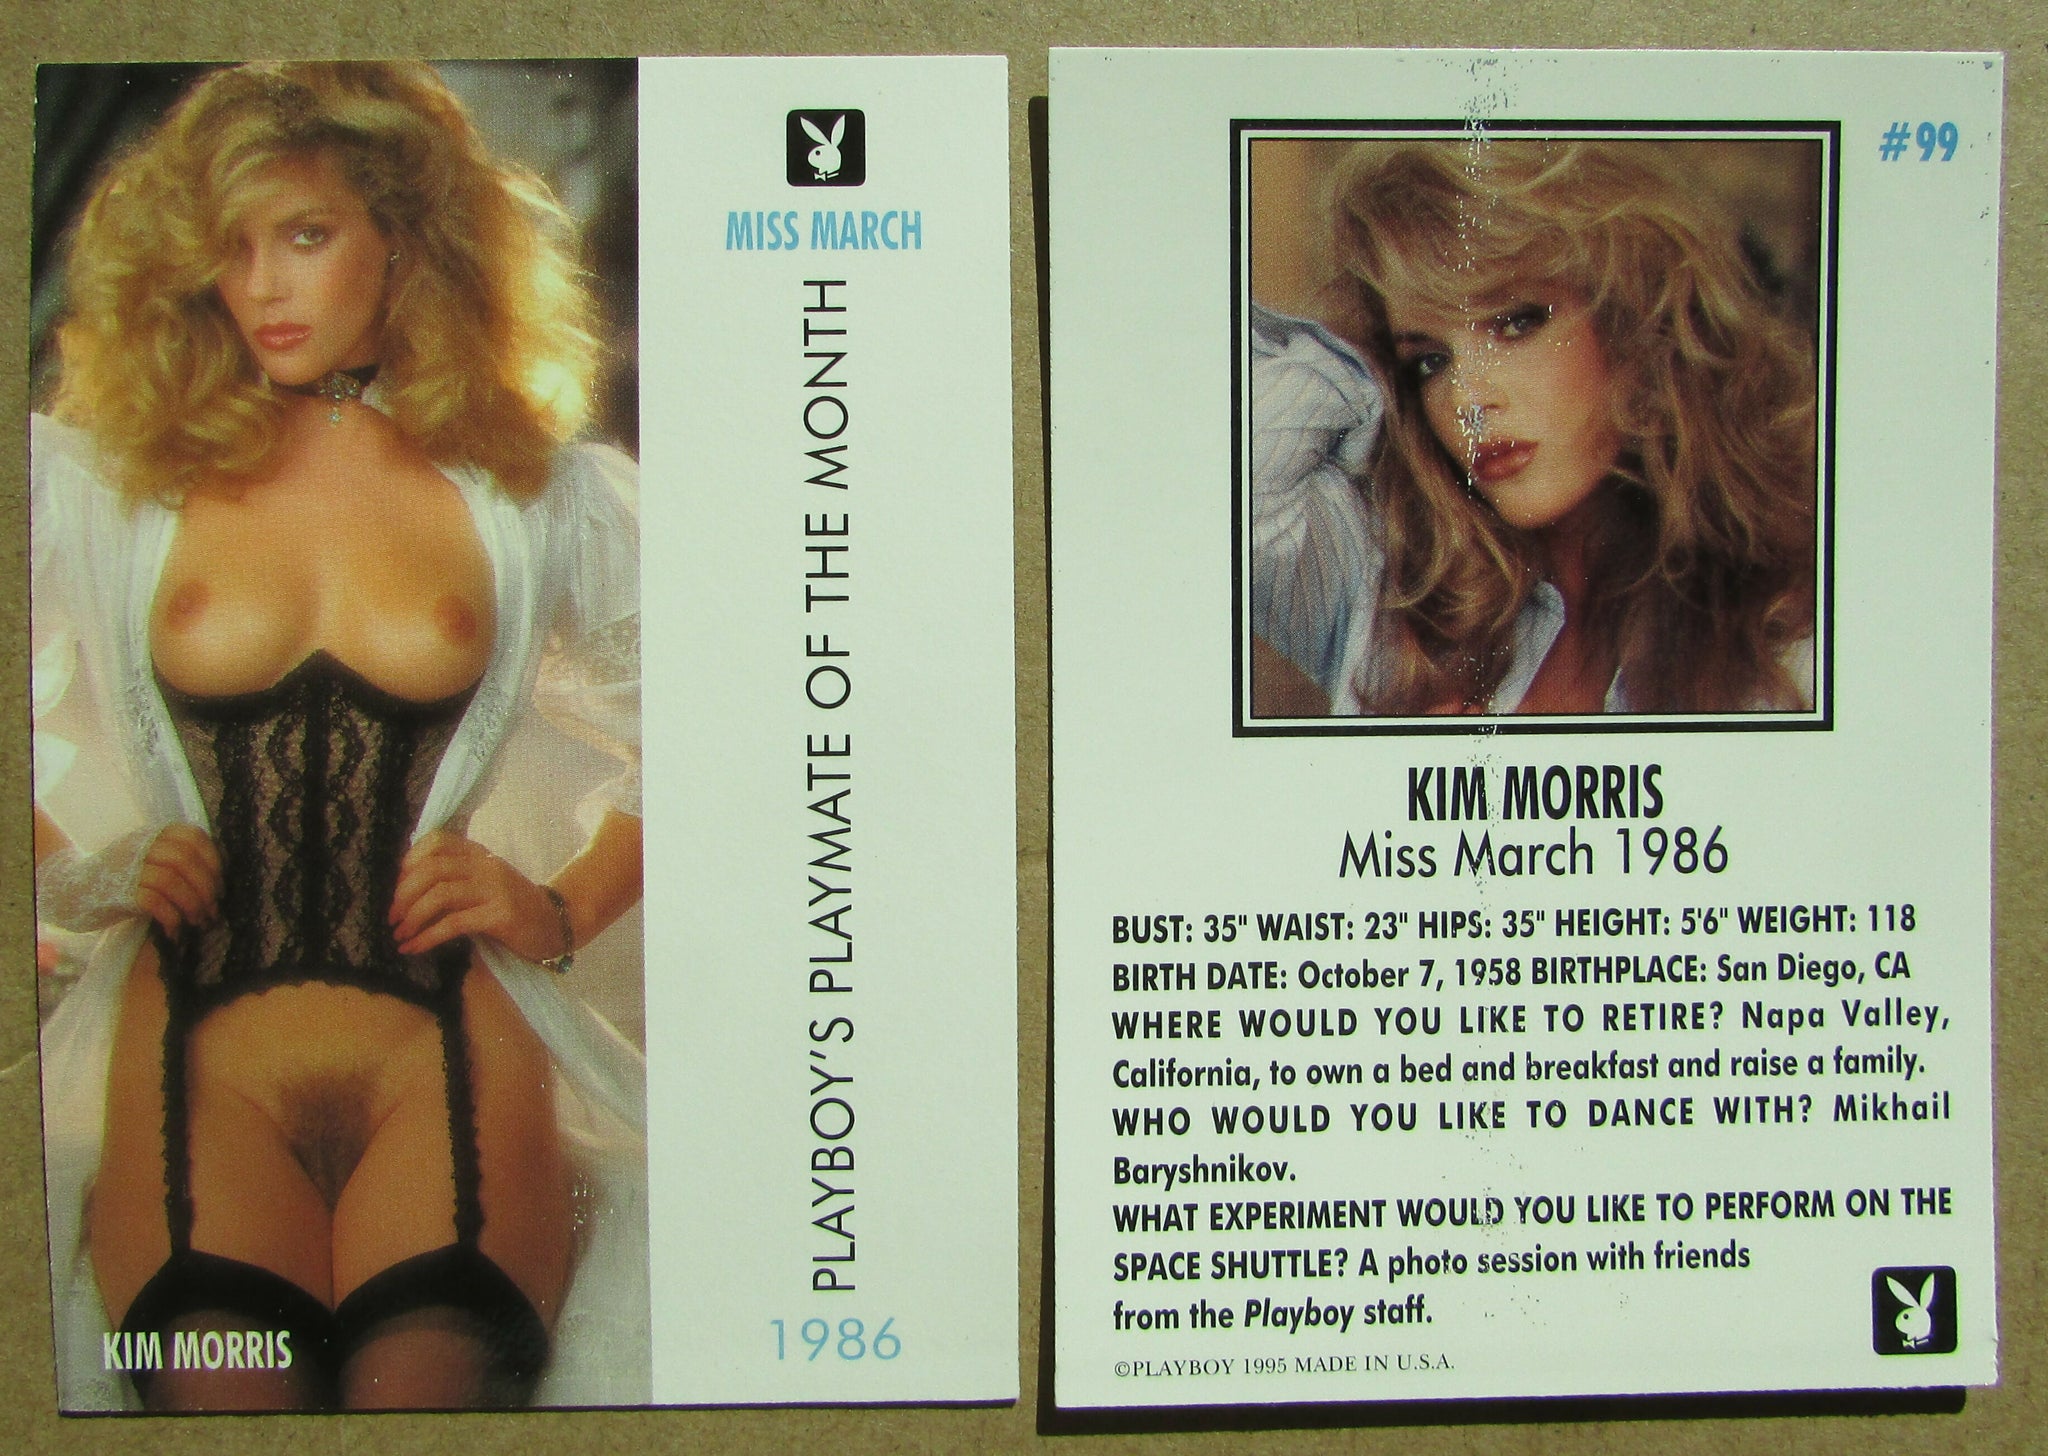 MISS MARCH
PLAYBOY'S PLAYMATE OF THE MONTH
1986
KIM MORRIS
#99
KIM MORRIS
Miss March 1986
BUST: 35" WAIST: 23" HIPS: 35" HEIGHT: 5'6" WEIGHT: 118
BIRTH DATE: October 7, 1958 BIRTHPLACE: San Diego, CA
WHERE WOULD YOU LIKE TO RETIRE? Napa Valley,
California, to own a bed and breakfast and raise a family.
WHO WOULD YOU LIKE TO DANCE WITH? Mikhail
Baryshnikov.
WHAT EXPERIMENT WOULD YOU LIKE TO PERFORM ON THE
SPACE SHUTTLE? A photo session with friends
from the Playboy staff.
©PLAYBOY 1995 MADE IN U.S.A.